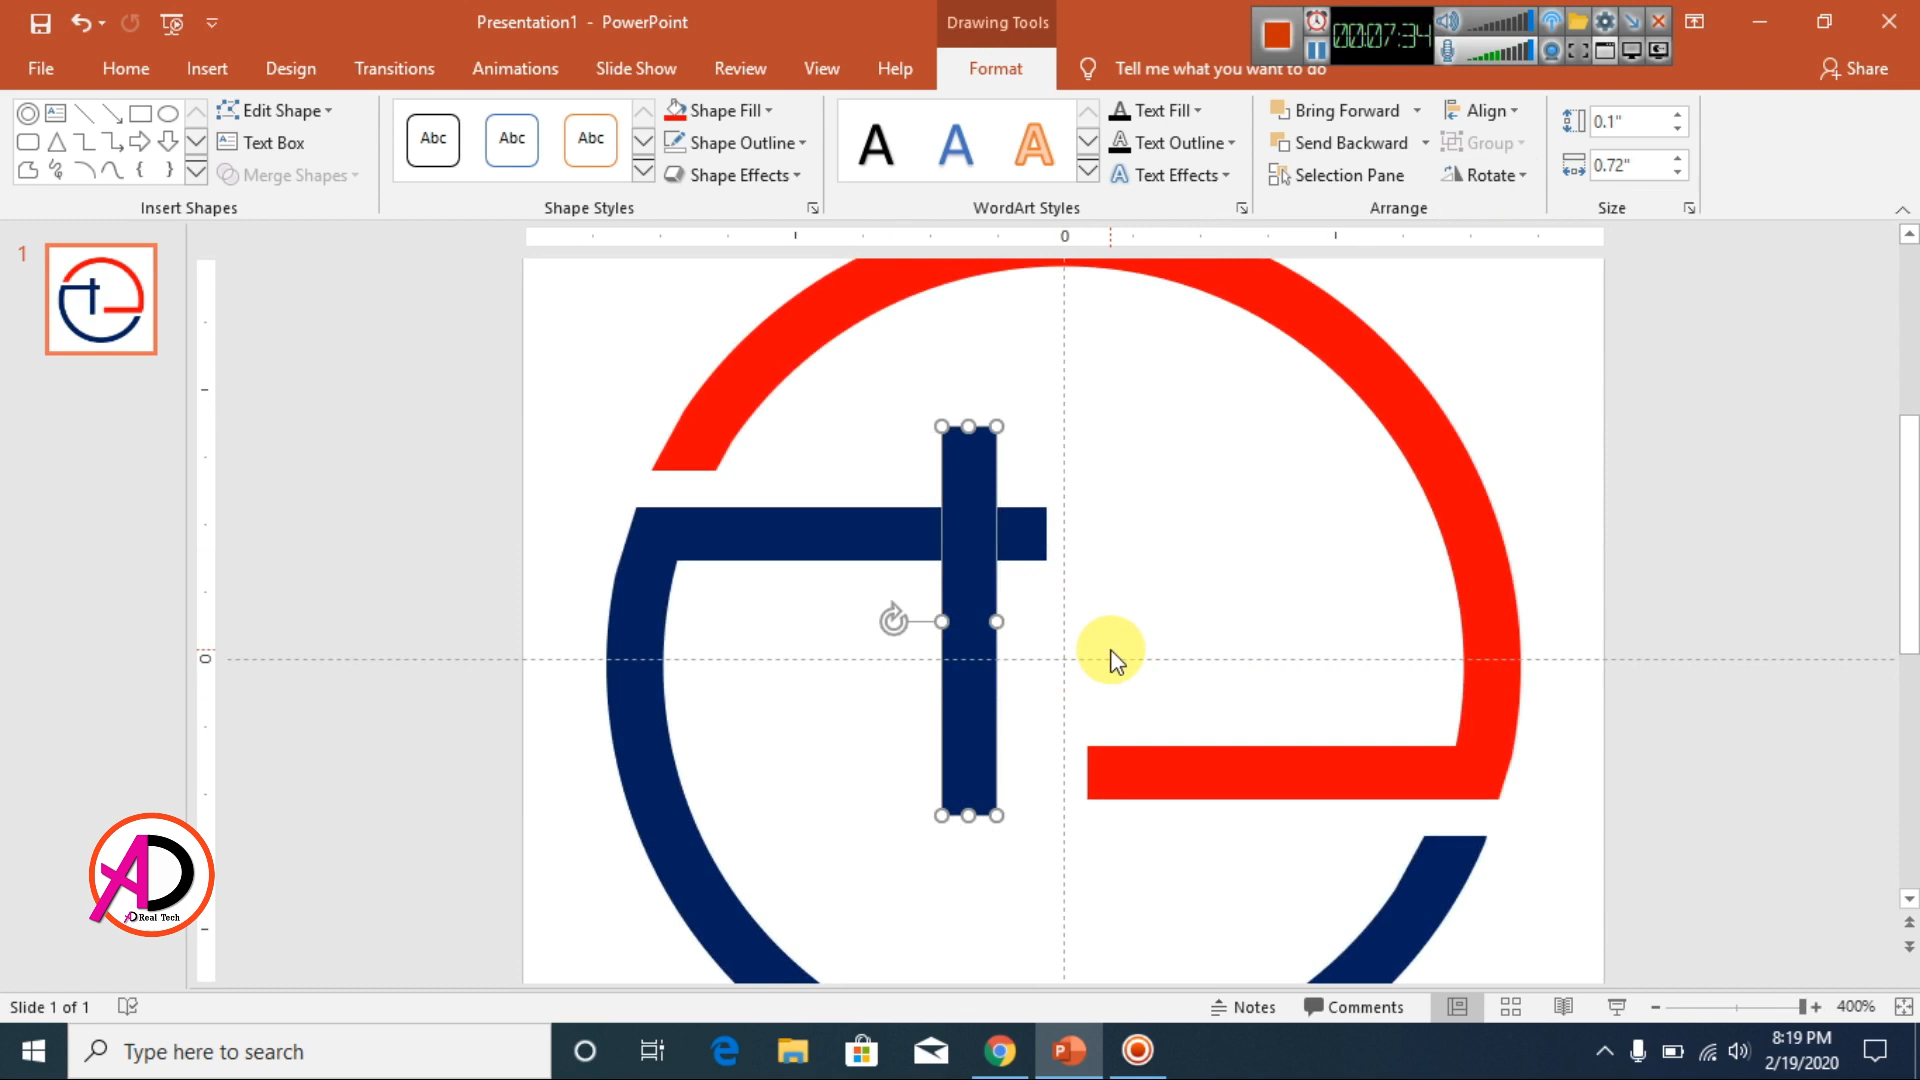 Presentation1 - PowerPoint
Drawing Tools
00:07:34
File
Home
Insert
Design
Transitions
Animations
Slide Show
Review
View
Help
Format
Tell me what you want to do
Share
Edit Shape
Text Box
Merge Shapes
Insert Shapes
Abc
Abc
Abc
Shape Fill
Shape Outline
Shape Effects
Shape Styles
A
A
A
Text Fill
Text Outline
Text Effects
WordArt Styles
Bring Forward
Send Backward
Selection Pane
Align
Group
Rotate
Arrange
0.1"
0.72"
Size
1
0
0
AD
AD Real Tech
Slide 1 of 1
Notes
Comments
400%
Type here to search
8:19 PM
2/19/2020